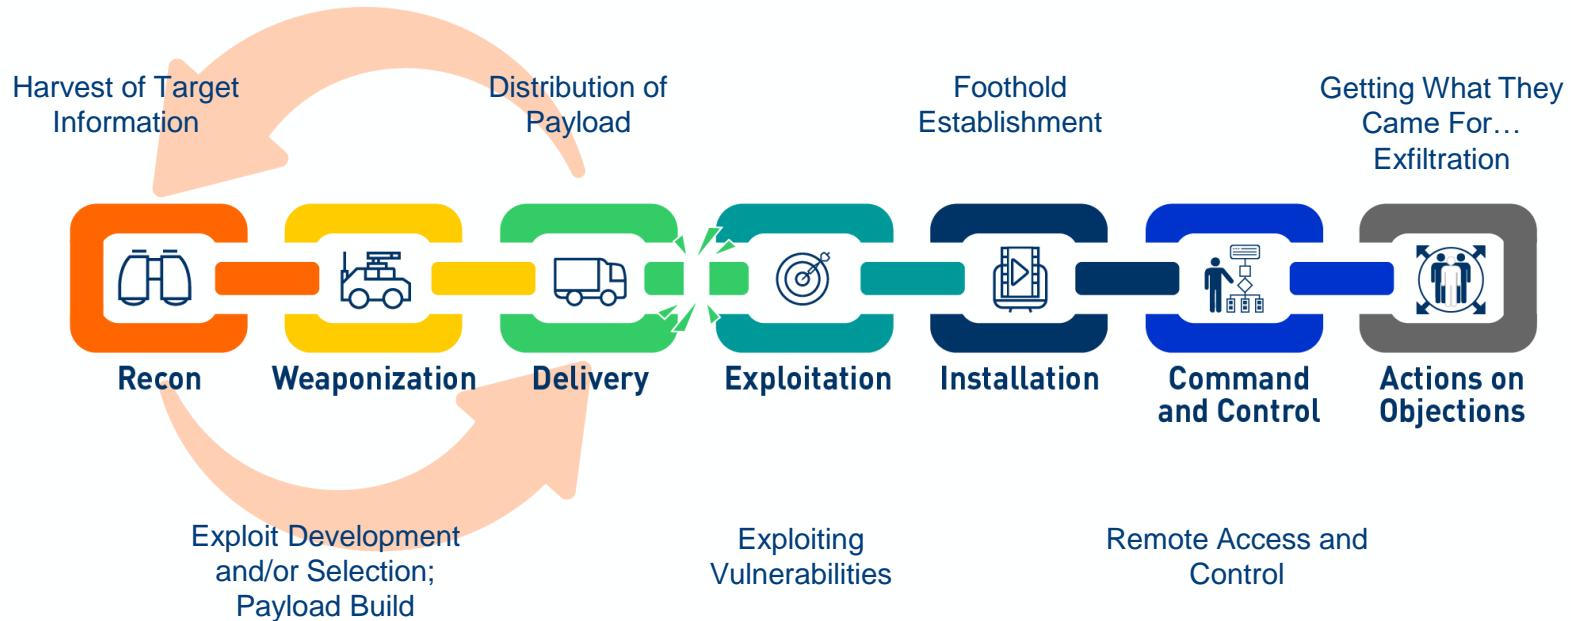 Harvest of Target
Information
Distribution of
Payload
Foothold
Establishment
Getting What They
Came For…
Exfiltration
Recon
Weaponization
Delivery
Exploitation
Installation
Command
and Control
Actions on
Objections
Exploit Development
and/or Selection;
Payload Build
Exploiting
Vulnerabilities
Remote Access and
Control